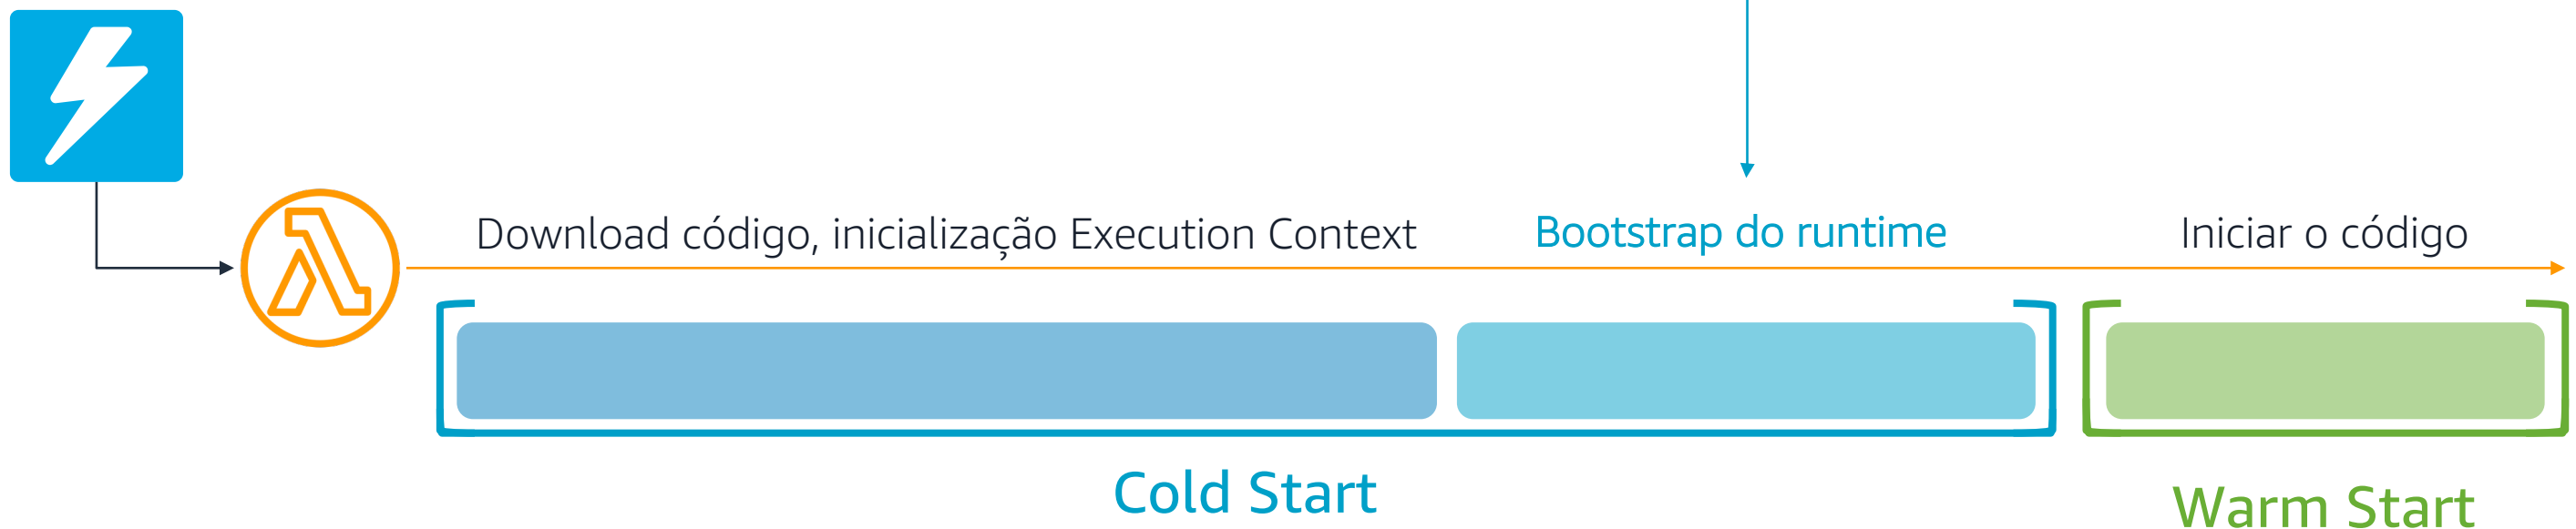 Download código, inicialização Execution Context
Bootstrap do runtime
Iniciar o código
Cold Start
Warm Start